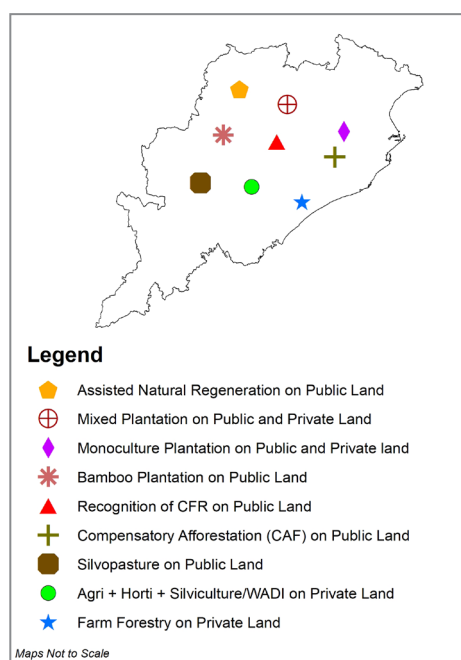 Legend
Assisted Natural Regeneration on Public Land
Mixed Plantation on Public and Private Land
Monoculture Plantation on Public and Private land
Bamboo Plantation on Public Land
Recognition of CFR on Public Land
Compensatory Afforestation (CAF) on Public Land
Silvopasture on Public Land
Agri + Horti + Silviculture/WADI on Private Land
Farm Forestry on Private Land
Maps Not to Scale